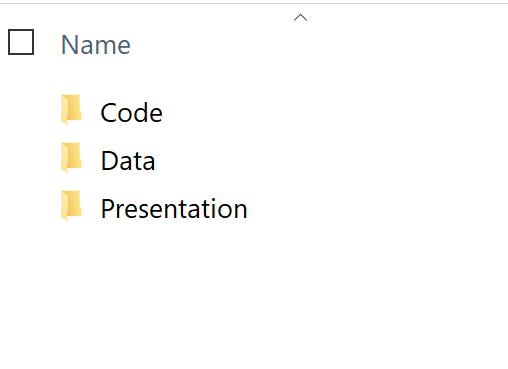 Name
Code
Data
Presentation